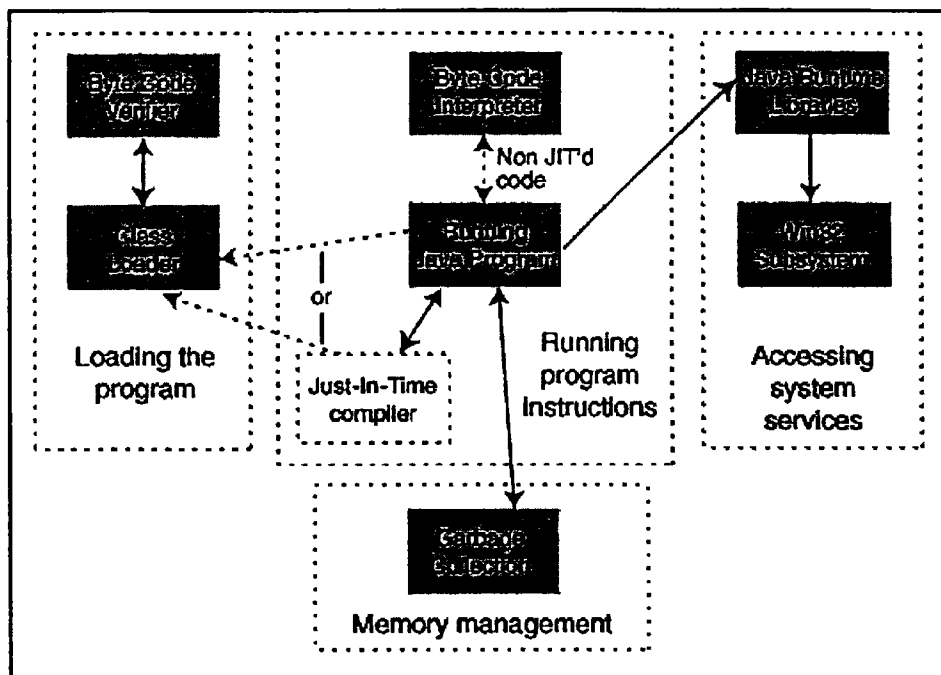 Byte Code
Verifier
Class
Loader
Loading the
program
Byte Code
Interpreter
Non JIT'd
code
Running
Java Program
or
Just-In-Time
compiler
Running
program
instructions
Java Runtime
Libraries
Win32
Subsystem
Accessing
system
services
Garbage
Collection
Memory management